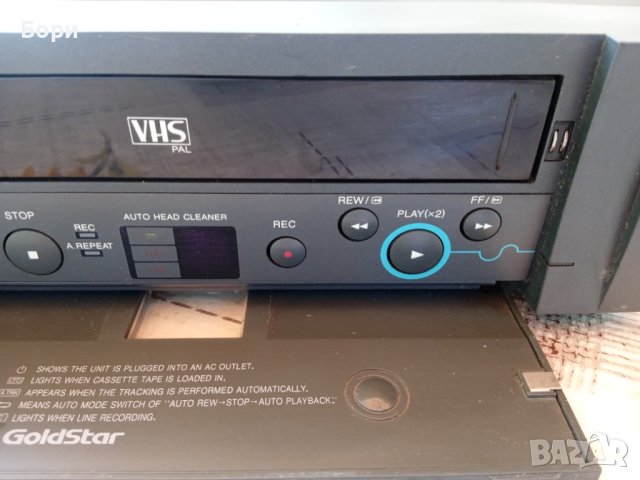 Бори
VHS
PAL
STOP
REC
A.REPEAT
AUTO HEAD CLEANER
REC
REW/
PLAY(×2)
FF/
SHOWS THE UNIT IS PLUGGED INTO AN AC OUTLET.
LIGHTS WHEN CASSETTE TAPE IS LOADED IN.
APPEARS WHEN THE TRACKING IS PERFORMED AUTOMATICALLY.
MEANS AUTO MODE SWITCH OF "AUTO REW→STOP→AUTO PLAYBACK."
LIGHTS WHEN LINE RECORDING.
GoldStar
BAZAR